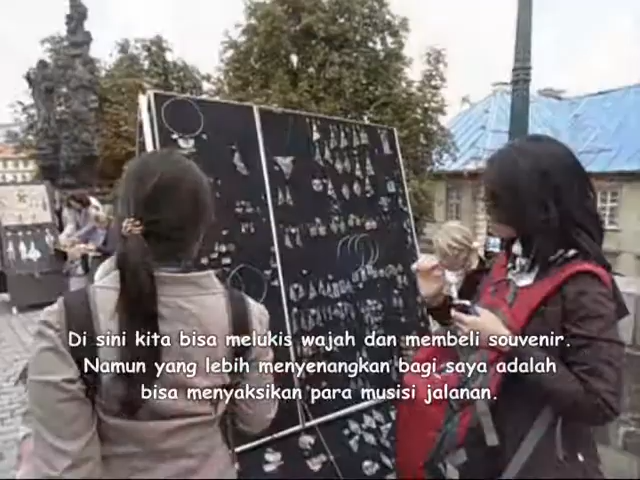 Di sini kita bisa melukis wajah dan membeli souvenir.
Namun yang lebih menyenangkan bagi saya adalah
bisa menyaksikan para musisi jalanan.